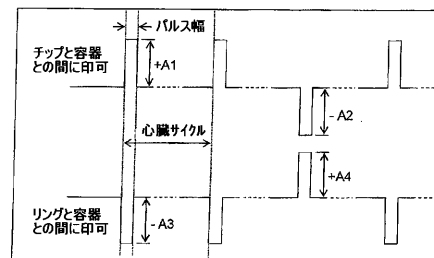 パルス幅
チップと容器
との間に印可
+A1
- A2
心臓サイクル
+A4
リングと容器
との間に印可
- A3